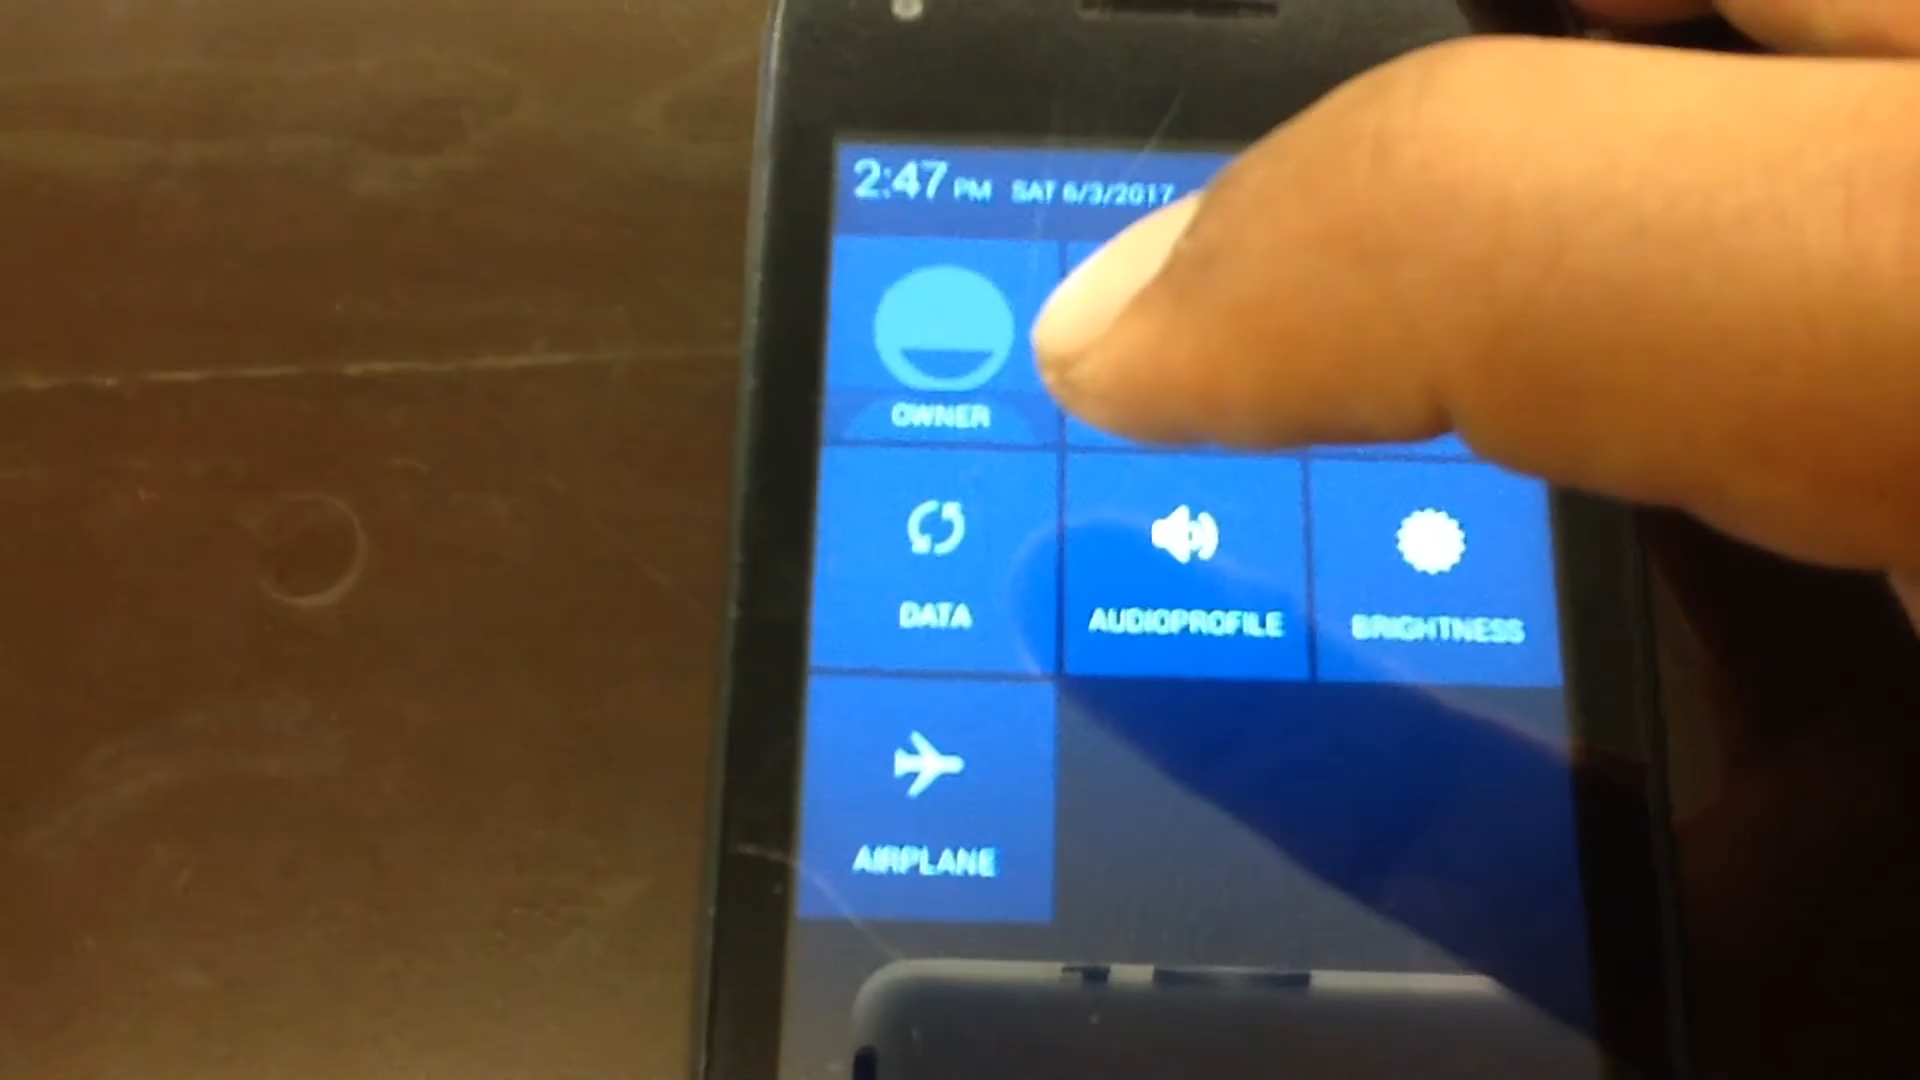 2:47 PM SAT 6/3/2017
OWNER
DATA
AUDIOPROFILE
BRIGHTNESS
AIRPLANE